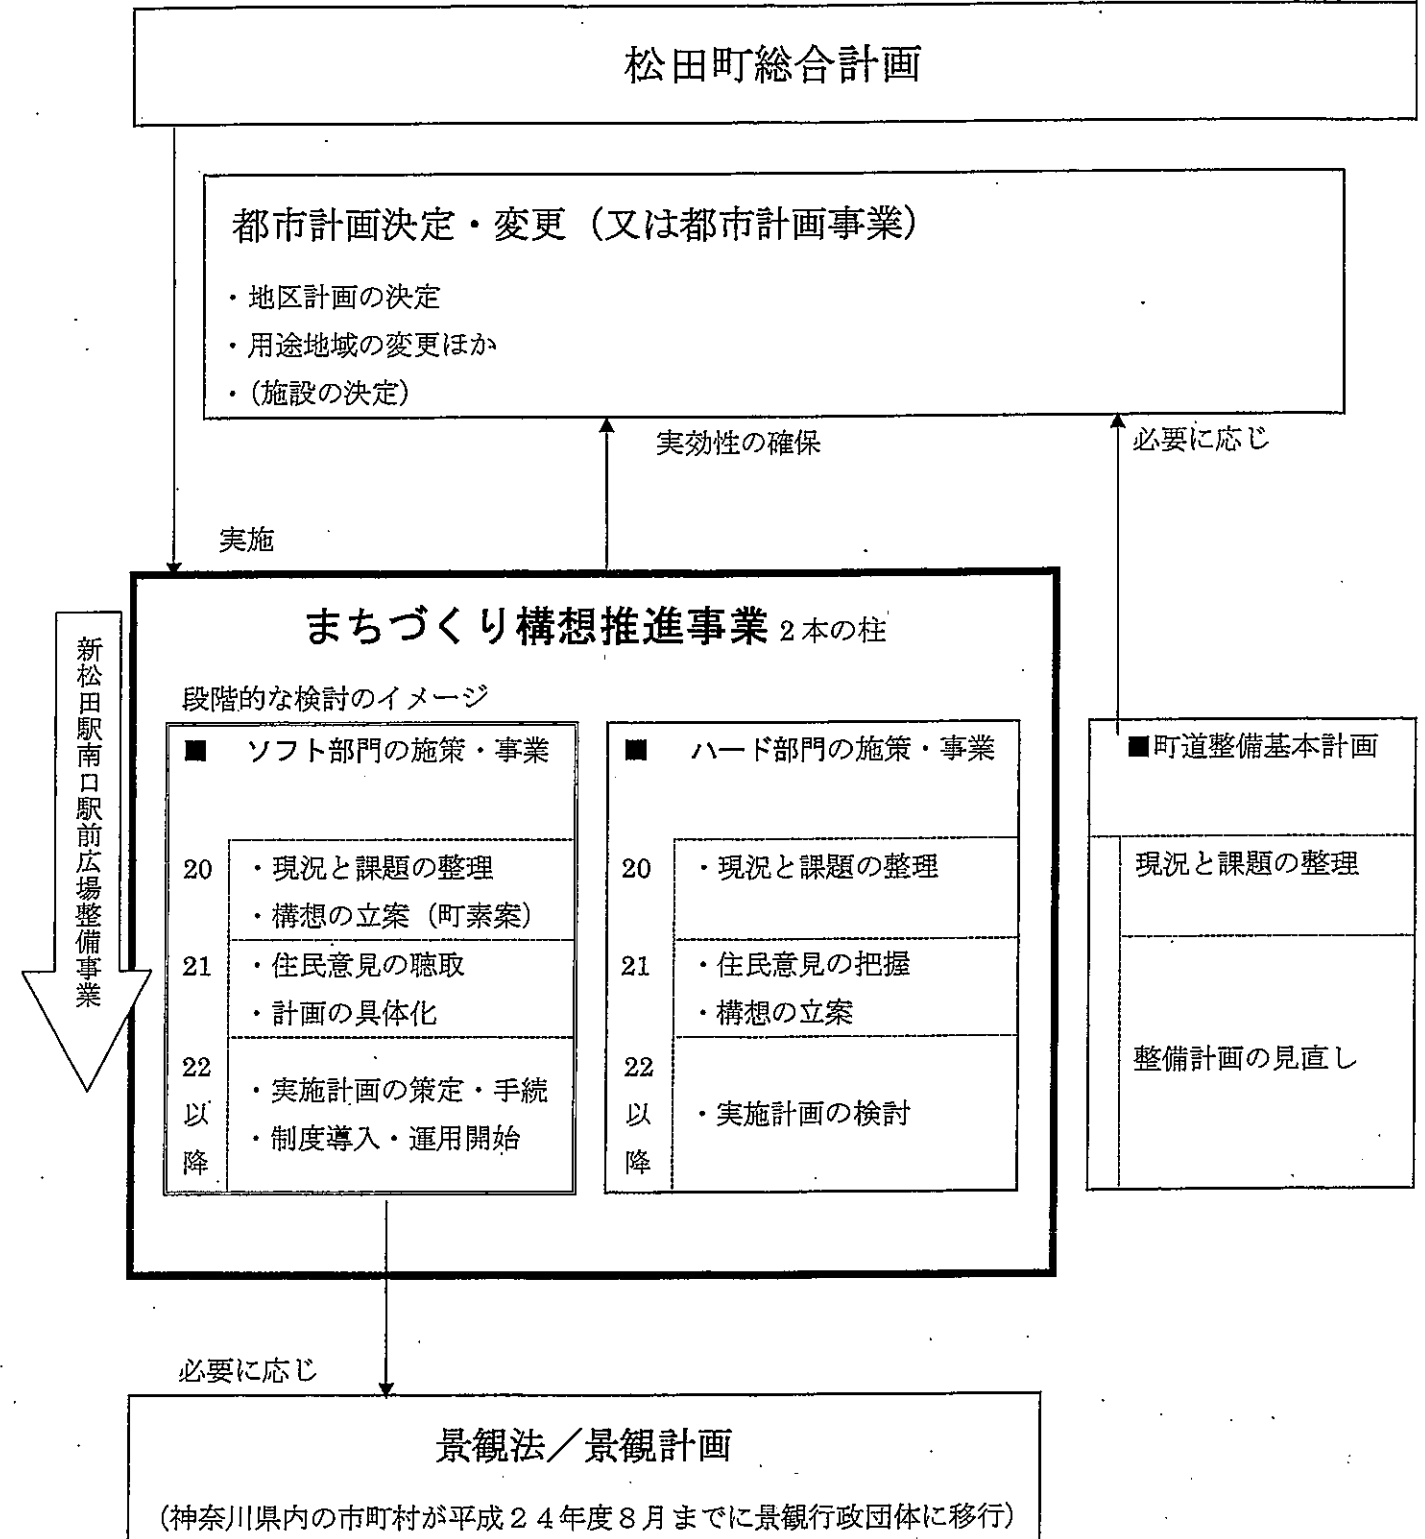 松田町総合計画
都市計画決定・変更（又は都市計画事業）
・地区計画の決定
・用途地域の変更ほか
・（施設の決定）
実効性の確保
必要に応じ
実施
まちづくり構想推進事業 2本の柱
段階的な検討のイメージ
新松田駅南口駅前広場整備事業
■ ソフト部門の施策・事業
20
・現況と課題の整理
・構想の立案（町素案）
21
・住民意見の聴取
・計画の具体化
22
以
降
・実施計画の策定・手続
・制度導入・運用開始
■ ハード部門の施策・事業
20
・現況と課題の整理
21
・住民意見の把握
・構想の立案
22
以
降
・実施計画の検討
■町道整備基本計画
現況と課題の整理
整備計画の見直し
必要に応じ
景観法／景観計画
（神奈川県内の市町村が平成２４年度８月までに景観行政団体に移行）